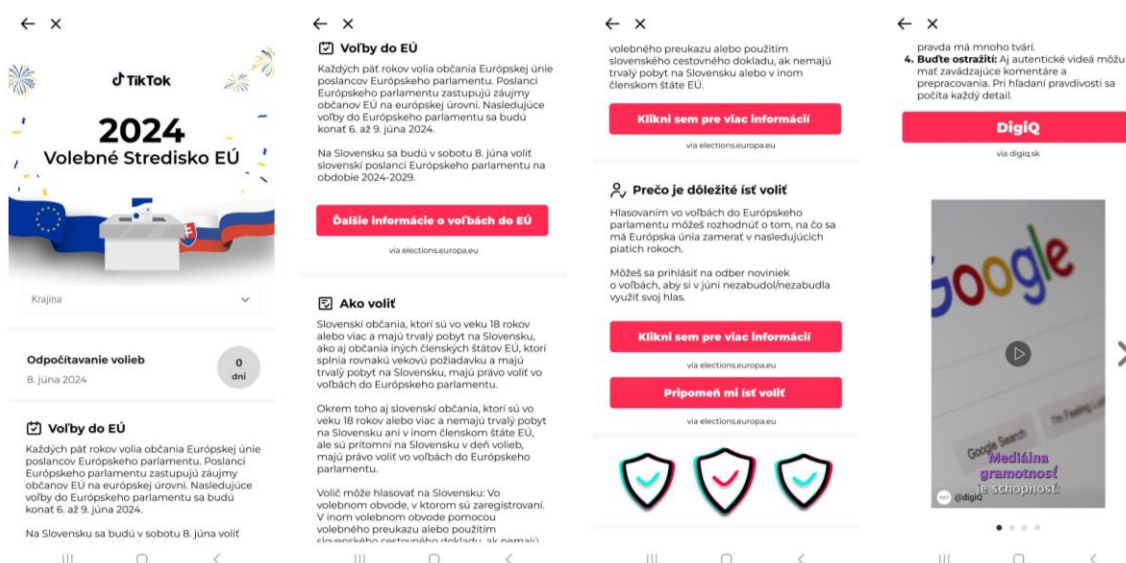 TikTok
2024
Volebné Stredisko EÚ
Krajina
Odpočítavanie volieb
8. júna 2024
0
dní
Voľby do EÚ
Každých päť rokov volia občania Európskej únie
poslancov Európskeho parlamentu. Poslanci
Európskeho parlamentu zastupujú záujmy
občanov EÚ na európskej úrovni. Nasledujúce
voľby do Európskeho parlamentu sa budú
konať 6. až 9. júna 2024.
Na Slovensku sa budú v sobotu 8. júna voliť
Voľby do EÚ
Každých päť rokov volia občania Európskej únie
poslancov Európskeho parlamentu. Poslanci
Európskeho parlamentu zastupujú záujmy
občanov EÚ na európskej úrovni. Nasledujúce
voľby do Európskeho parlamentu sa budú
konať 6. až 9. júna 2024.
Na Slovensku sa budú v sobotu 8. júna voliť
slovenskí poslanci Európskeho parlamentu na
obdobie 2024-2029.
Ďalšie informácie o voľbách do EÚ
via elections.europa.eu
Ako voliť
Slovenskí občania, ktorí sú vo veku 18 rokov
alebo viac a majú trvalý pobyt na Slovensku,
ako aj občania iných členských štátov EÚ, ktorí
spĺnia rovnakú vekovú požiadavku a majú
trvalý pobyt na Slovensku, majú právo voliť vo
voľbách do Európskeho parlamentu.
Okrem toho aj slovenskí občania, ktorí sú vo
veku 18 rokov alebo viac a nemajú trvalý pobyt
na Slovensku ani v inom členskom štáte EÚ,
ale sú prítomní na Slovensku v deň volieb,
majú právo voliť vo voľbách do Európskeho
parlamentu.
Volič môže hlasovať na Slovensku: Vo
volebnom obvode, v ktorom sú zaregistrovaní.
V inom volebnom obvode pomocou
volebného preukazu alebo použitím
slovenského cestovného dokladu, ak nemajú
volebného preukazu alebo použitím
slovenského cestovného dokladu, ak nemajú
trvalý pobyt na Slovensku alebo v inom
členskom štáte EÚ.
Klikni sem pre viac informácií
via elections.europa.eu
Prečo je dôležité ísť voliť
Hlasovaním vo voľbách do Európskeho
parlamentu môžeš rozhodnúť o tom, na čo sa
má Európska únia zamerať v nasledujúcich
piatich rokoch.
Môžeš sa prihlásiť na odber noviniek
o voľbách, aby si v júni nezabudol/nezabudla
využiť svoj hlas.
Klikni sem pre viac informácií
via elections.europa.eu
Pripomeň mi ísť voliť
via elections.europa.eu
pravda má mnoho tvárí.
4. Buďte ostražití: Aj autentické videá môžu
mať zavádzajúce komentáre a
prepracovania. Pri hľadaní pravdivosti sa
počíta každý detail.
DigiQ
via digiq.sk
Google
Google Search
I'm Feeling
Mediálna
gramotnosť
je schopnosť:
@digiQ